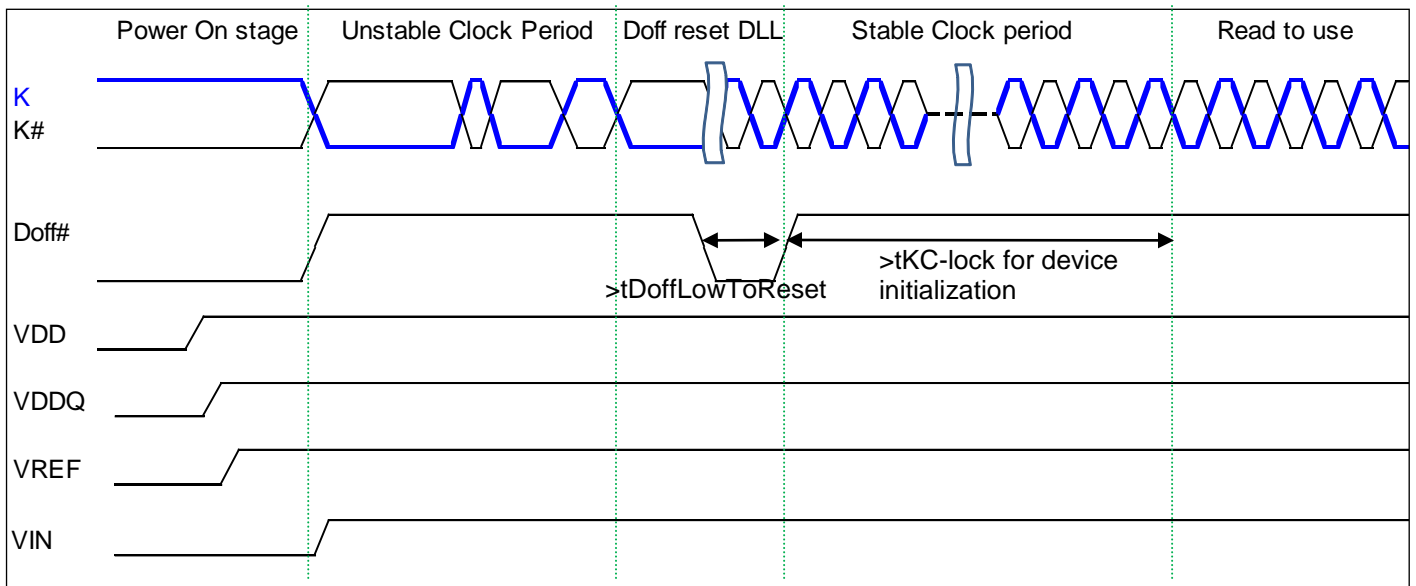 Power On stage
Unstable Clock Period
Doff reset DLL
Stable Clock period
Read to use
K
K#
Doff#
>tDoffLowToReset
>tKC-lock for device
initialization
VDD
VDDQ
VREF
VIN